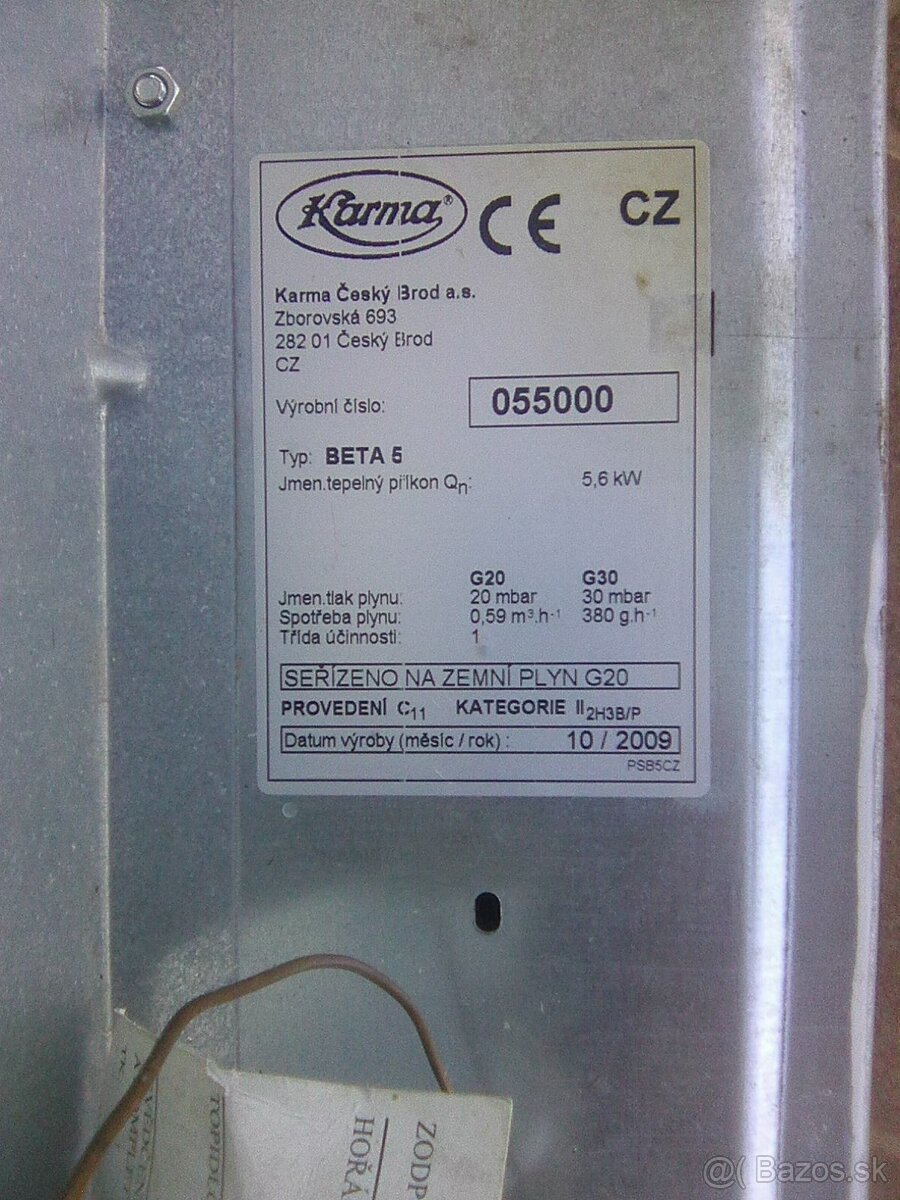 Karma®
CE
CZ
Karma Český Brod a.s.
Zborovská 693
282 01 Český Brod
CZ
Výrobní číslo: 055000
Typ: BETA 5
Jmen.tepelný příkon Qn: 5,6 kW
G20 G30
Jmen.tlak plynu: 20 mbar 30 mbar
Spotřeba plynu: 0,59 m³.h⁻¹ 380 g.h⁻¹
Třída účinnosti: 1
SEŘÍZENO NA ZEMNÍ PLYN G20
PROVEDENÍ C11 KATEGORIE II2H3B/P
Datum výroby (měsíc / rok) : 10 / 2009
PSB5CZ
ZODP
HOŘÁ
@( Bazos.sk